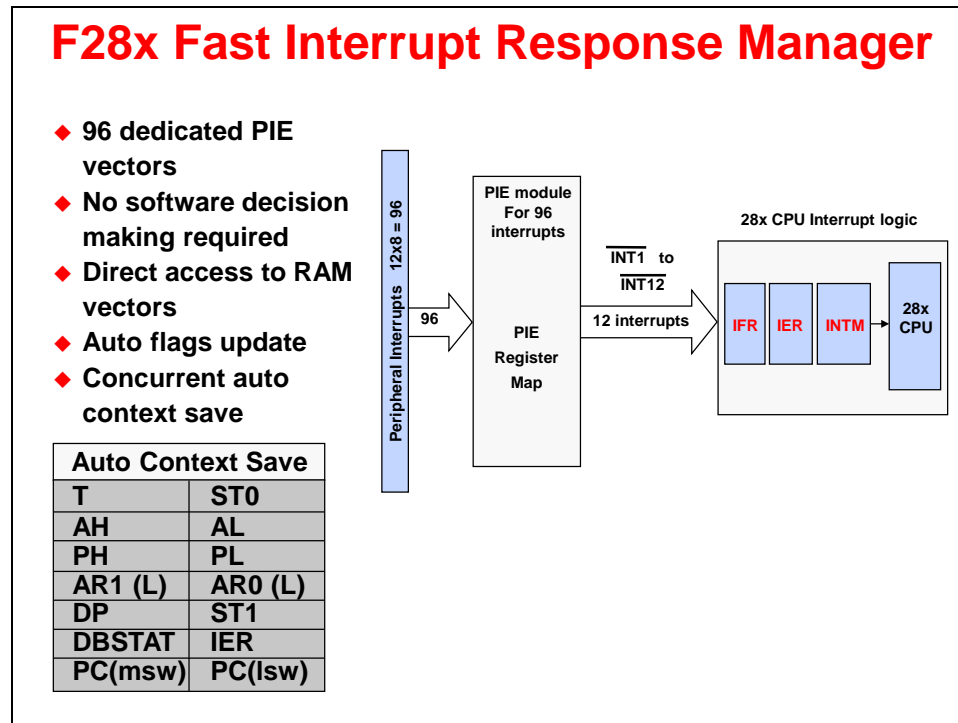 F28x Fast Interrupt Response Manager
◆ 96 dedicated PIE
vectors
◆ No software decision
making required
◆ Direct access to RAM
vectors
◆ Auto flags update
◆ Concurrent auto
context save
Auto Context Save
T ST0
AH AL
PH PL
AR1 (L) AR0 (L)
DP ST1
DBSTAT IER
PC(msw) PC(lsw)
Peripheral Interrupts 12x8 = 96
96
PIE module
For 96
interrupts
PIE
Register
Map
INT1 to
INT12
12 interrupts
28x CPU Interrupt logic
IFR
IER
INTM
28x
CPU